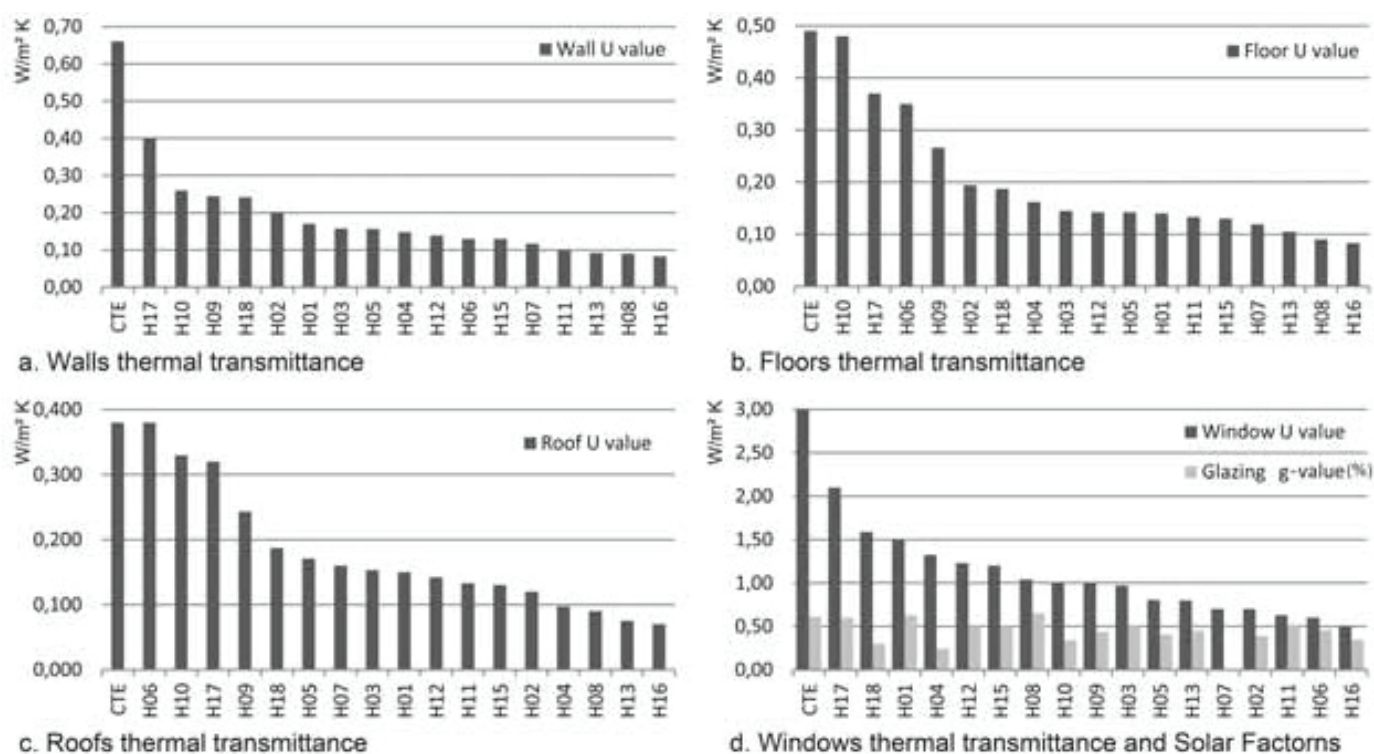 W/m² K
0,70
0,60
0,50
0,40
0,30
0,20
0,10
0,00
Wall U value
CTE H17 H10 H09 H18 H02 H01 H03 H05 H04 H12 H06 H15 H07 H11 H13 H08 H16
a. Walls thermal transmittance
W/m² K
0,50
0,40
0,30
0,20
0,10
0,00
Floor U value
CTE H10 H17 H06 H09 H02 H18 H04 H03 H12 H05 H01 H11 H15 H07 H13 H08 H16
b. Floors thermal transmittance
W/m² K
0,400
0,300
0,200
0,100
0,000
Roof U value
CTE H06 H10 H17 H09 H18 H05 H07 H03 H01 H12 H11 H15 H02 H04 H08 H13 H16
c. Roofs thermal transmittance
W/m² K
3,00
2,50
2,00
1,50
1,00
0,50
0,00
Window U value
Glazing g-value(%)
CTE H17 H18 H01 H04 H12 H15 H08 H10 H09 H03 H05 H13 H07 H02 H11 H06 H16
d. Windows thermal transmittance and Solar Factorns